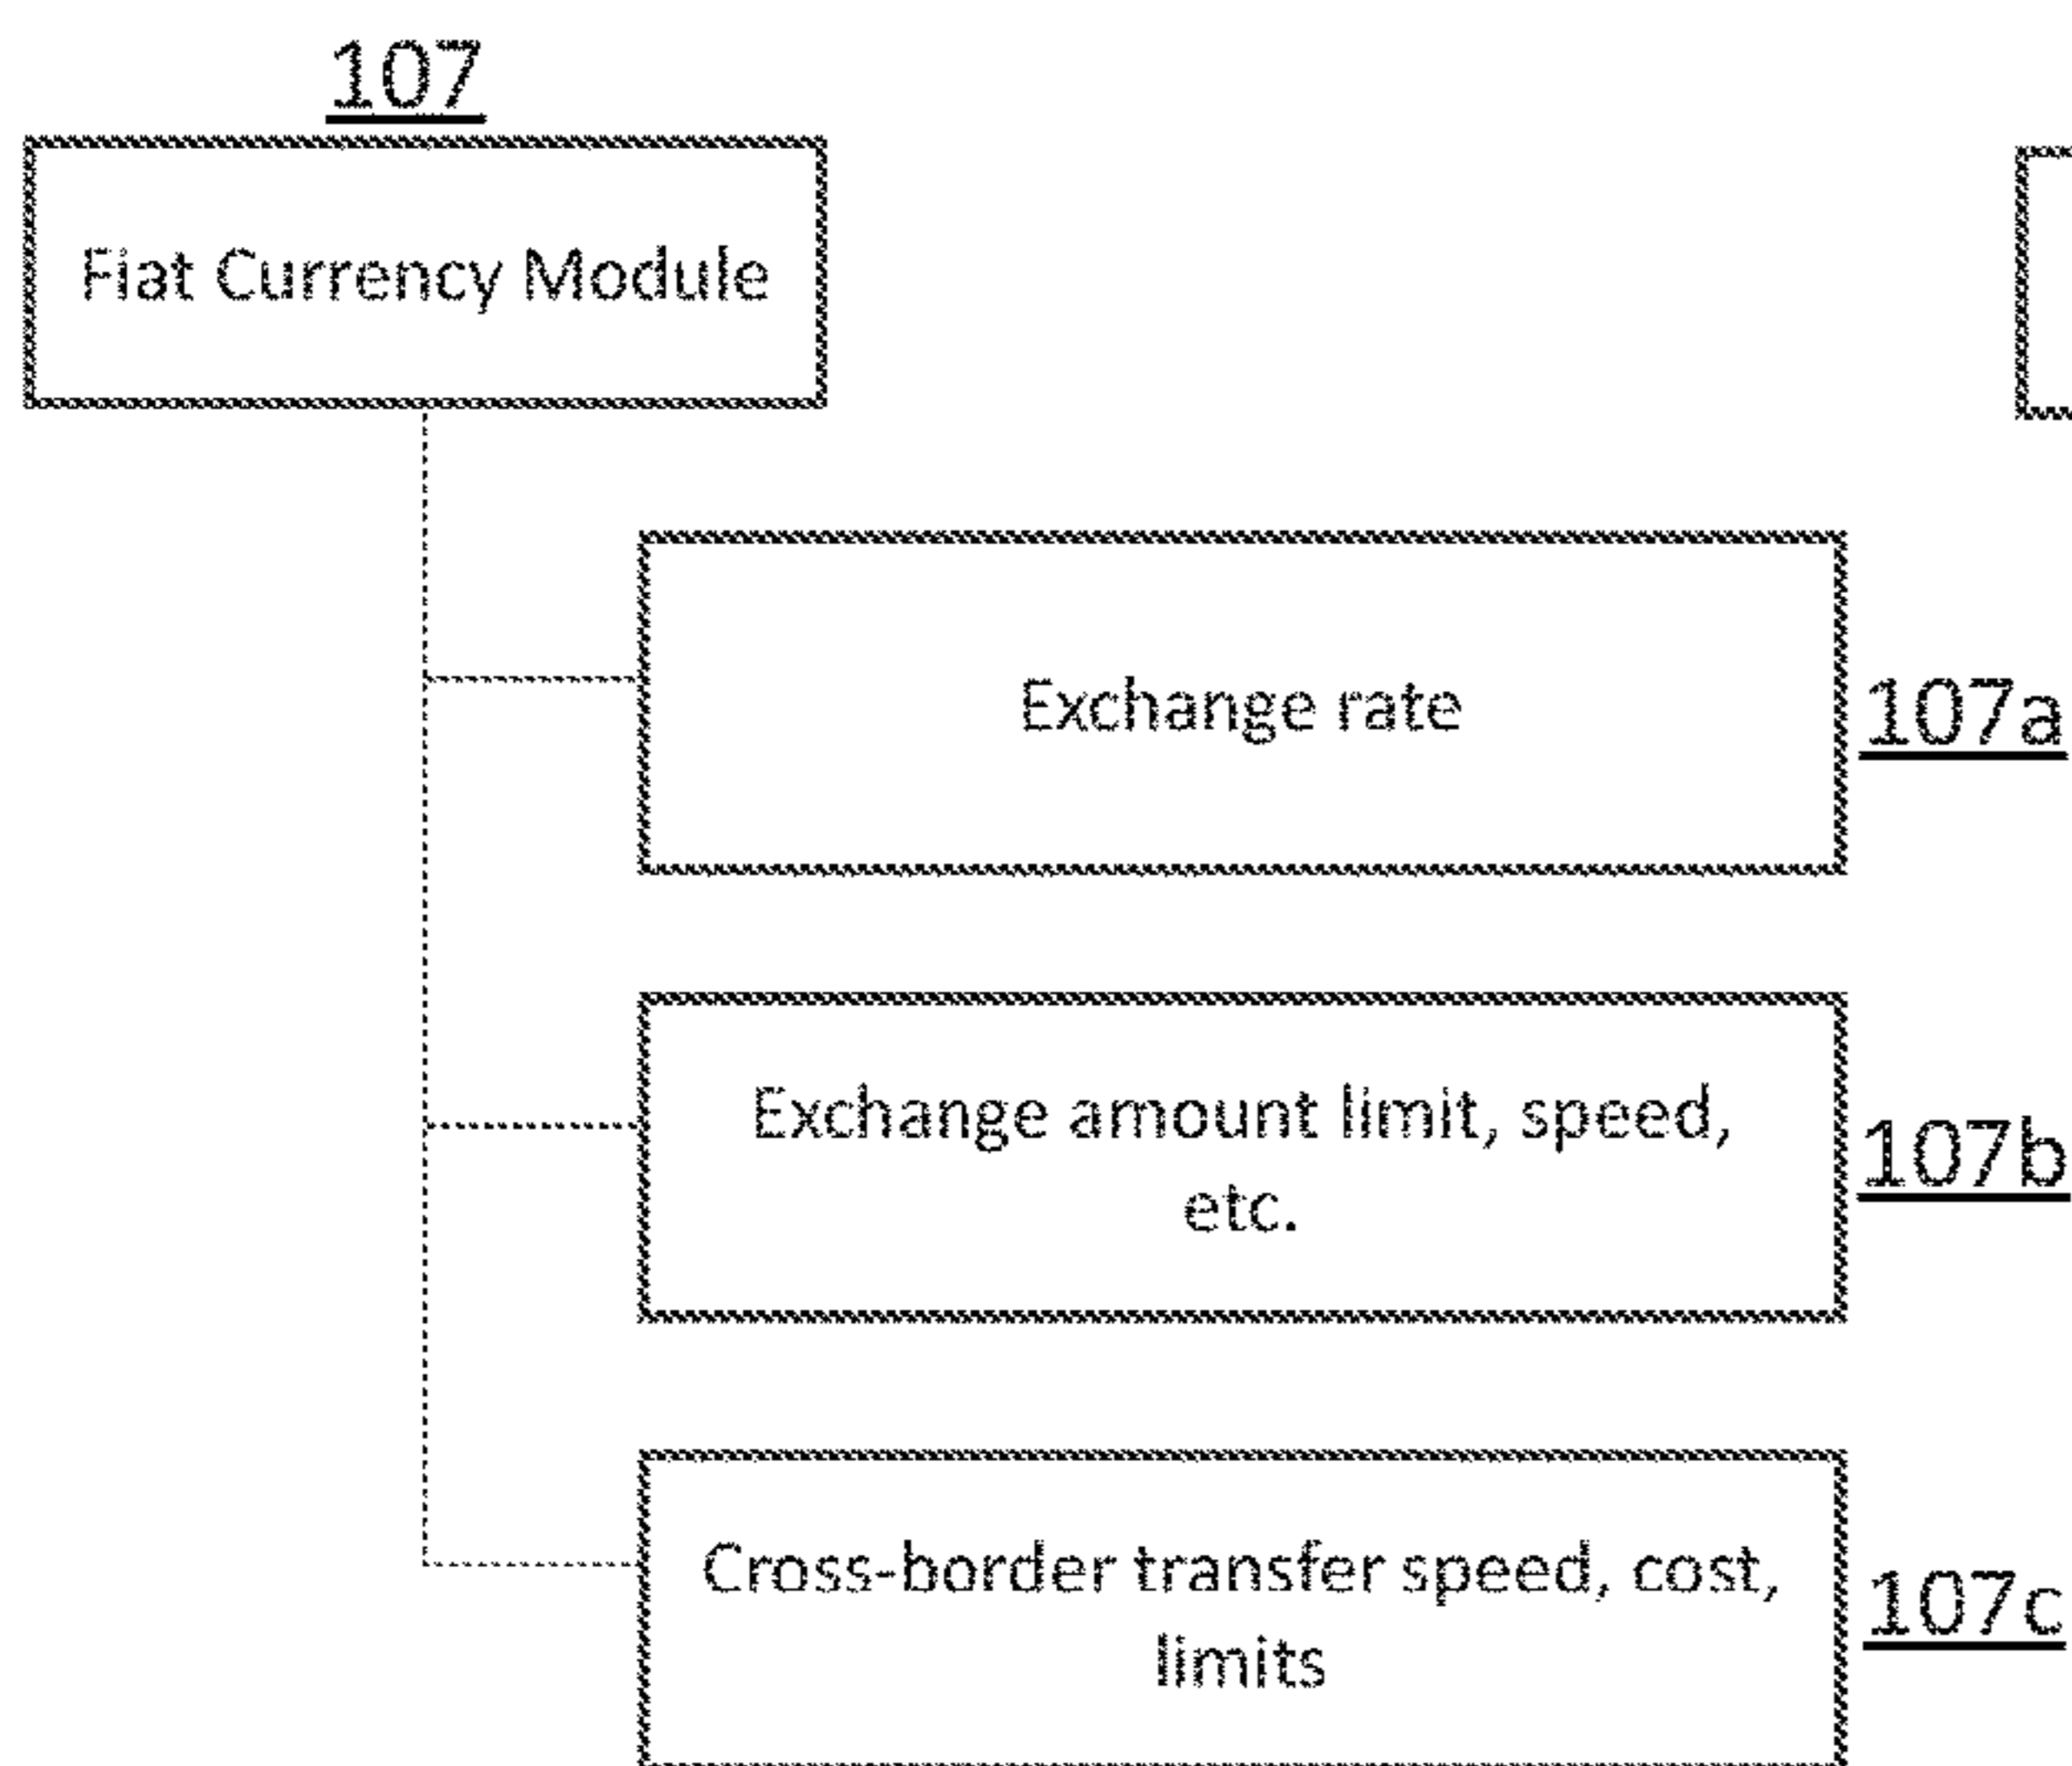 107
Fiat Currency Module
Exchange rate
107a
Exchange amount limit, speed,
etc.
107b
Cross-border transfer speed, cost,
limits
107c